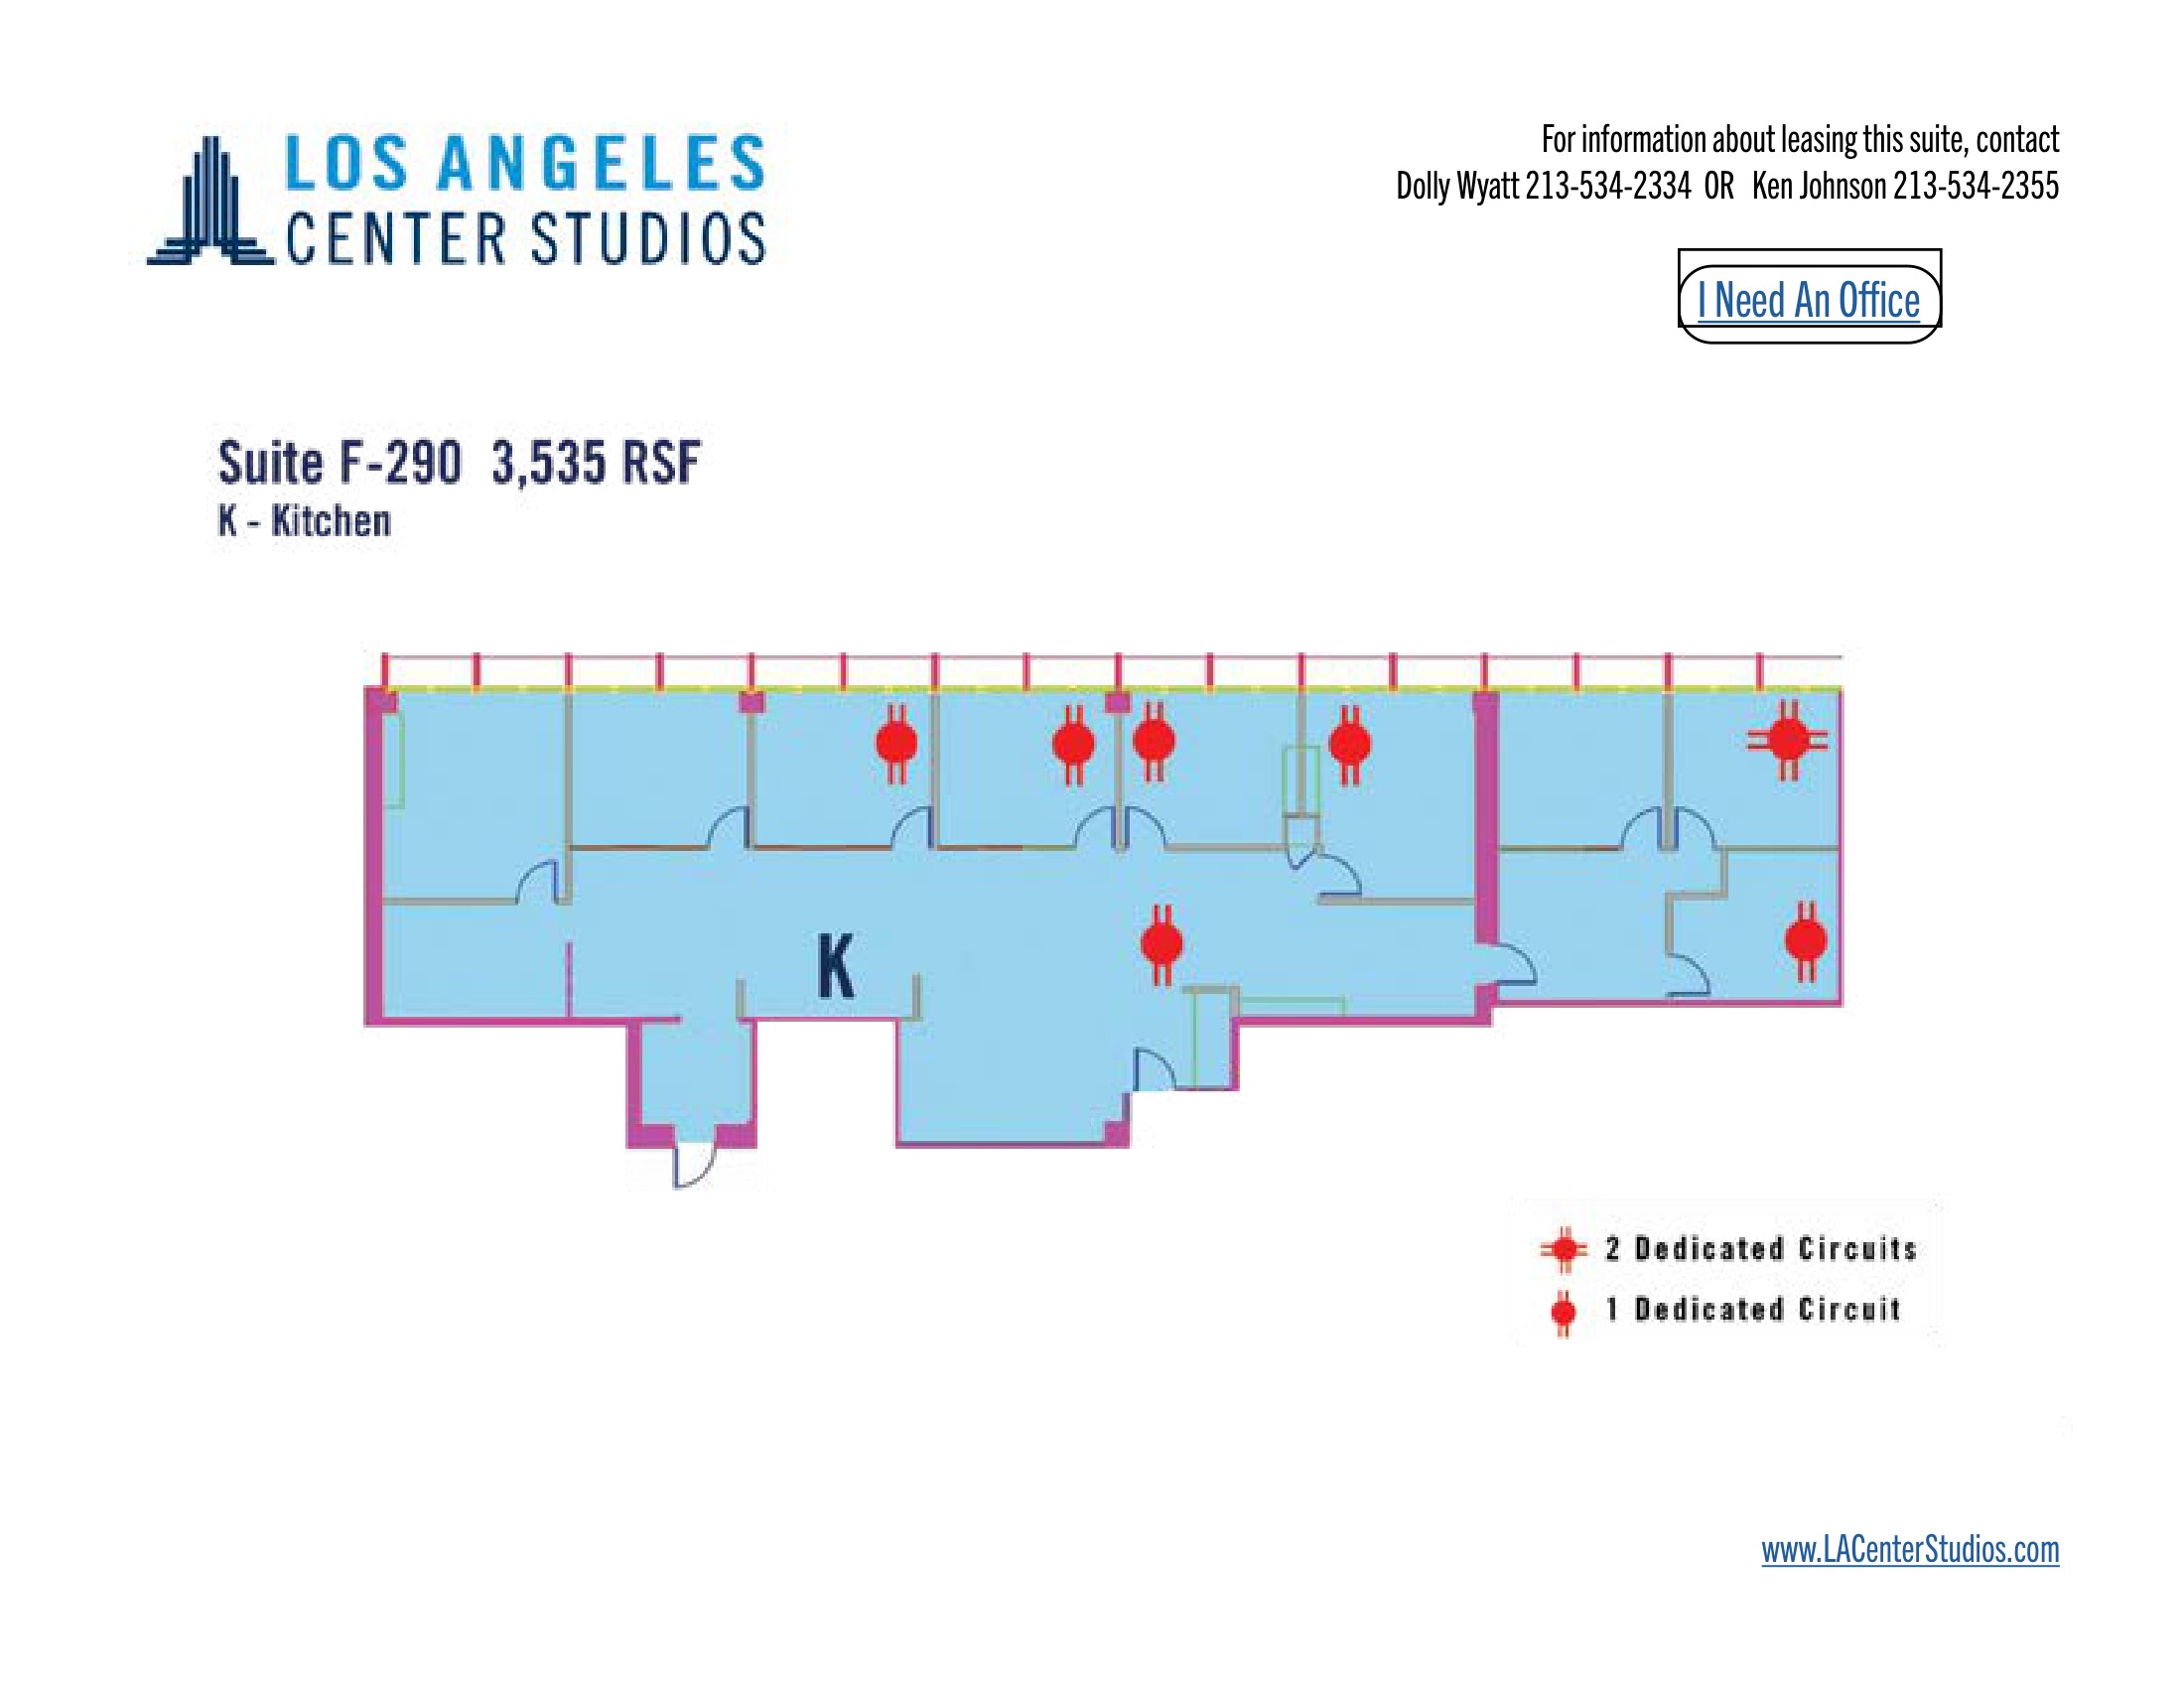 LOS ANGELES
CENTER STUDIOS
For information about leasing this suite, contact
Dolly Wyatt 213-534-2334 OR Ken Johnson 213-534-2355
I Need An Office
Suite F-290 3,535 RSF
K - Kitchen
K
2 Dedicated Circuits
1 Dedicated Circuit
www.LACenterStudios.com